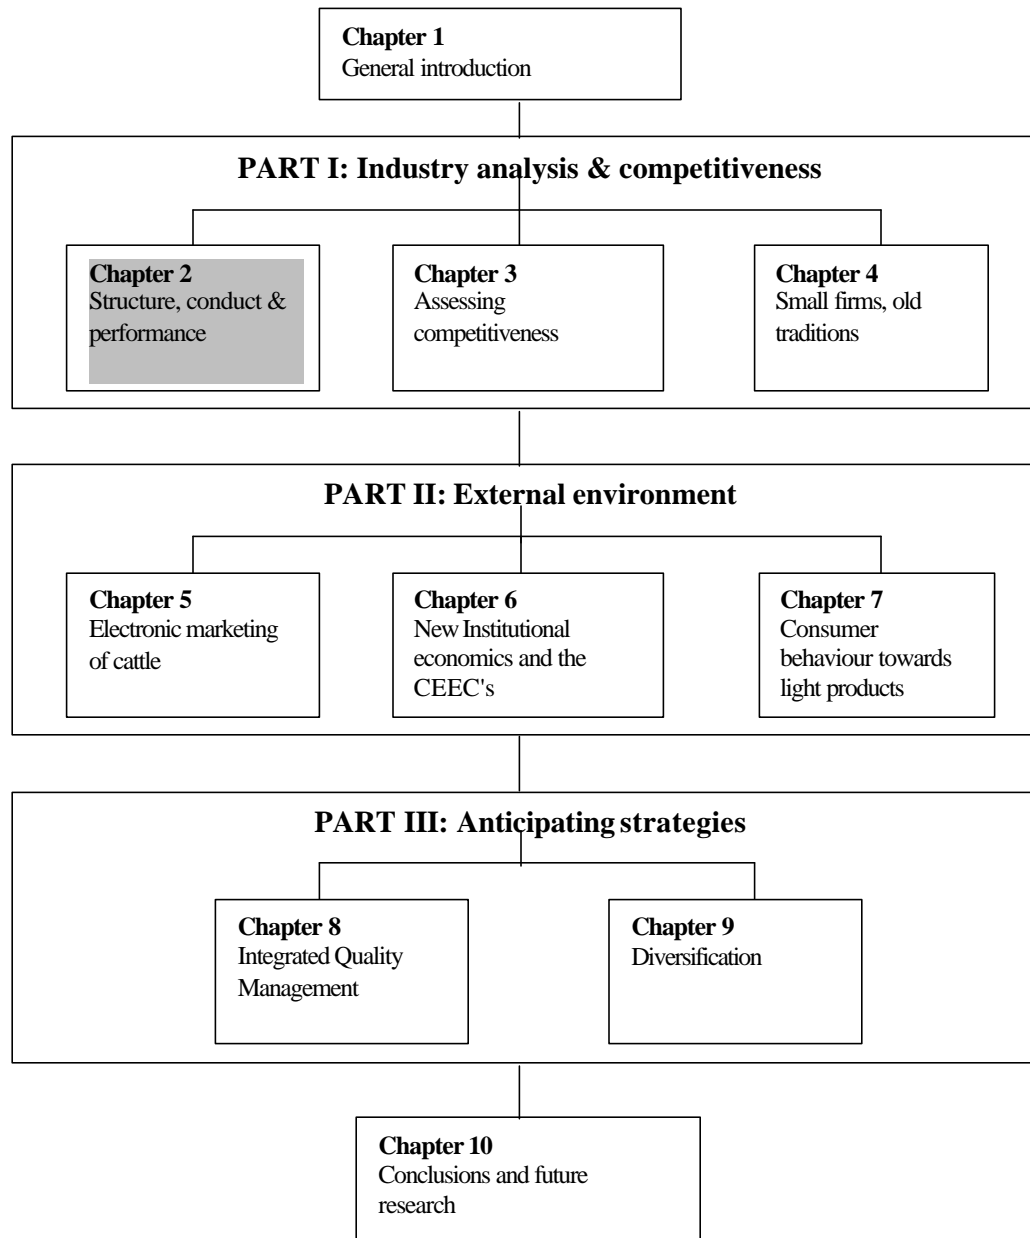 Chapter 1
General introduction
PART I: Industry analysis & competitiveness
Chapter 2
Structure, conduct &
performance
Chapter 3
Assessing
competitiveness
Chapter 4
Small firms, old
traditions
PART II: External environment
Chapter 5
Electronic marketing
of cattle
Chapter 6
New Institutional
economics and the
CEEC's
Chapter 7
Consumer
behaviour towards
light products
PART III: Anticipating strategies
Chapter 8
Integrated Quality
Management
Chapter 9
Diversification
Chapter 10
Conclusions and future
research